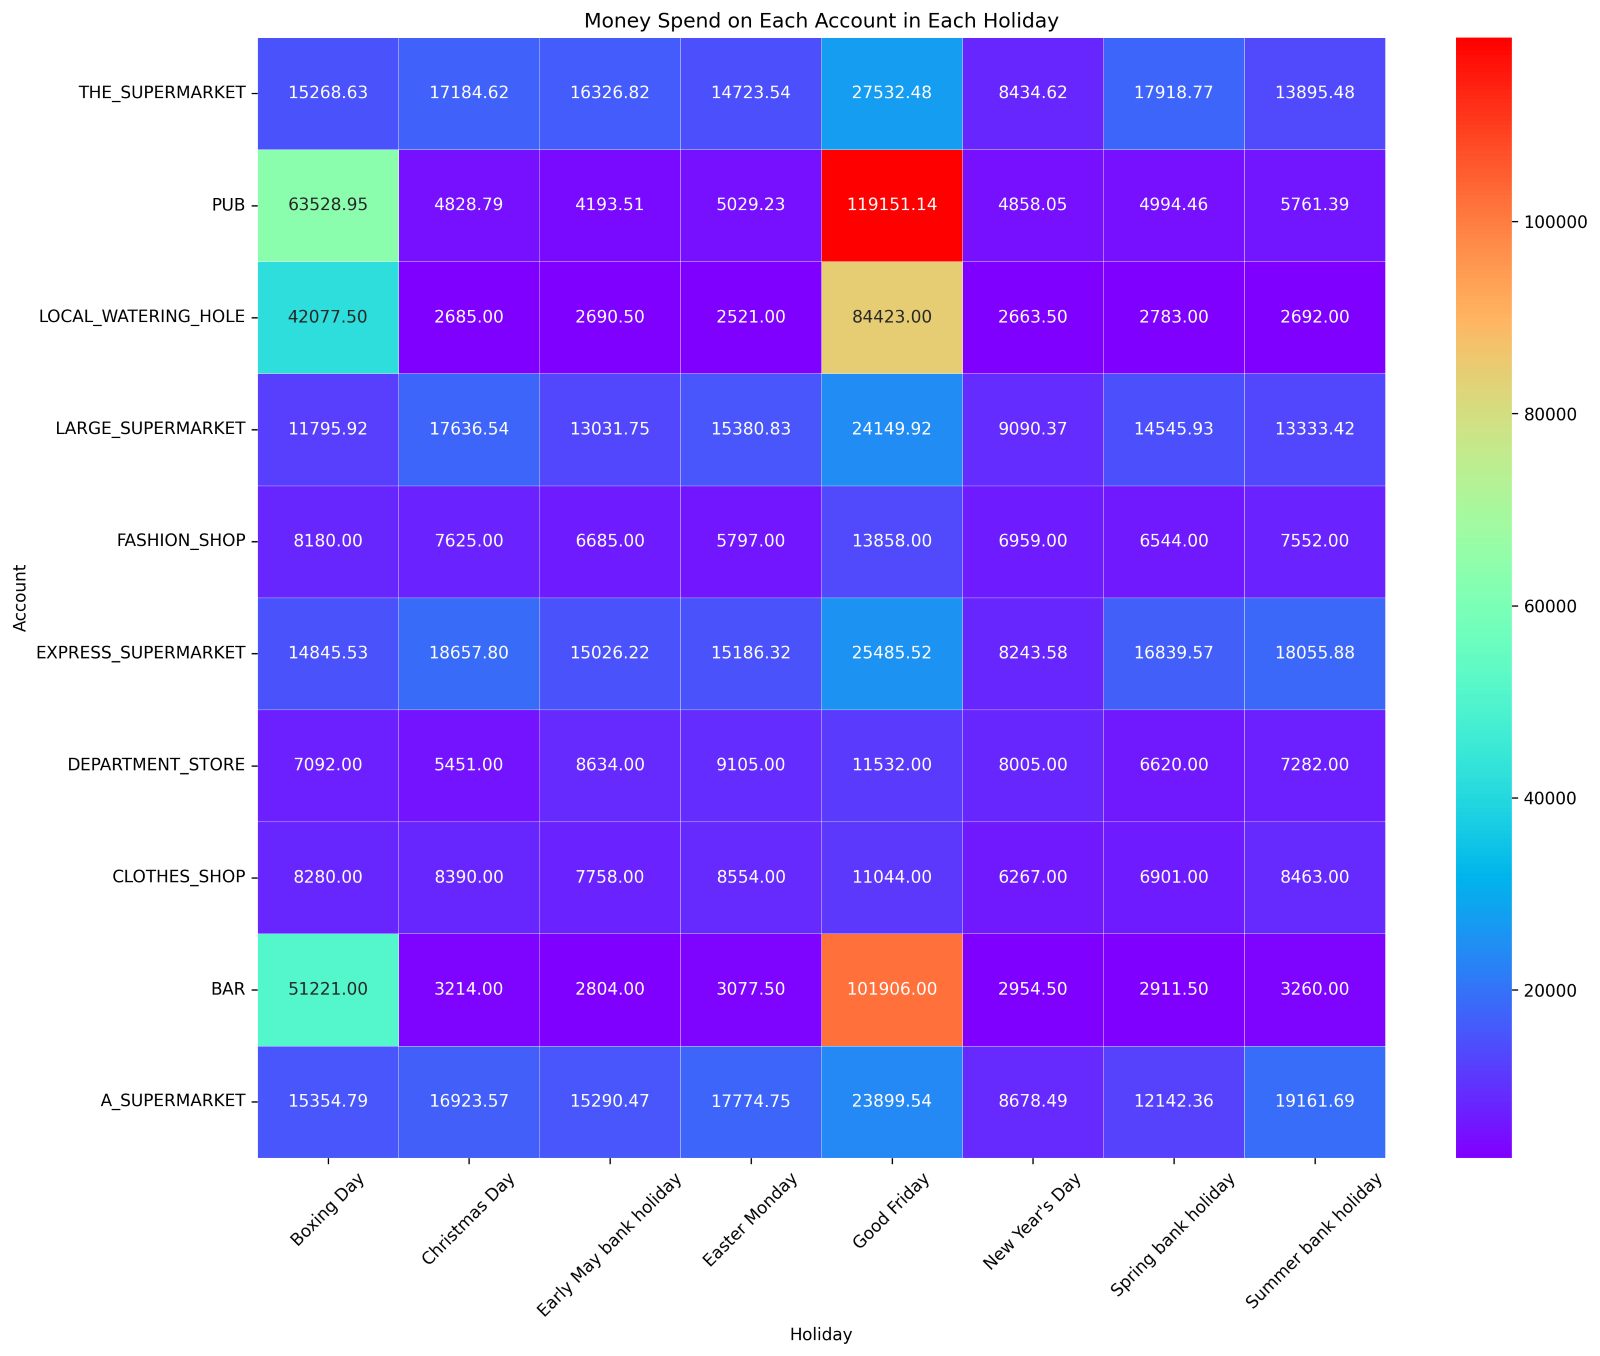 Money Spend on Each Account in Each Holiday
THE_SUPERMARKET 15268.63 17184.62 16326.82 14723.54 27532.48 8434.62 17918.77 13895.48
PUB 63528.95 4828.79 4193.51 5029.23 119151.14 4858.05 4994.46 5761.39
100000
LOCAL_WATERING_HOLE 42077.50 2685.00 2690.50 2521.00 84423.00 2663.50 2783.00 2692.00
80000
LARGE_SUPERMARKET 11795.92 17636.54 13031.75 15380.83 24149.92 9090.37 14545.93 13333.42
FASHION_SHOP 8180.00 7625.00 6685.00 5797.00 13858.00 6959.00 6544.00 7552.00
Account
60000
EXPRESS_SUPERMARKET 14845.53 18657.80 15026.22 15186.32 25485.52 8243.58 16839.57 18055.88
DEPARTMENT_STORE 7092.00 5451.00 8634.00 9105.00 11532.00 8005.00 6620.00 7282.00
40000
CLOTHES_SHOP 8280.00 8390.00 7758.00 8554.00 11044.00 6267.00 6901.00 8463.00
BAR 51221.00 3214.00 2804.00 3077.50 101906.00 2954.50 2911.50 3260.00
20000
A_SUPERMARKET 15354.79 16923.57 15290.47 17774.75 23899.54 8678.49 12142.36 19161.69
Boxing Day
Christmas Day
Early May bank holiday
Easter Monday
Good Friday
New Year's Day
Spring bank holiday
Summer bank holiday
Holiday